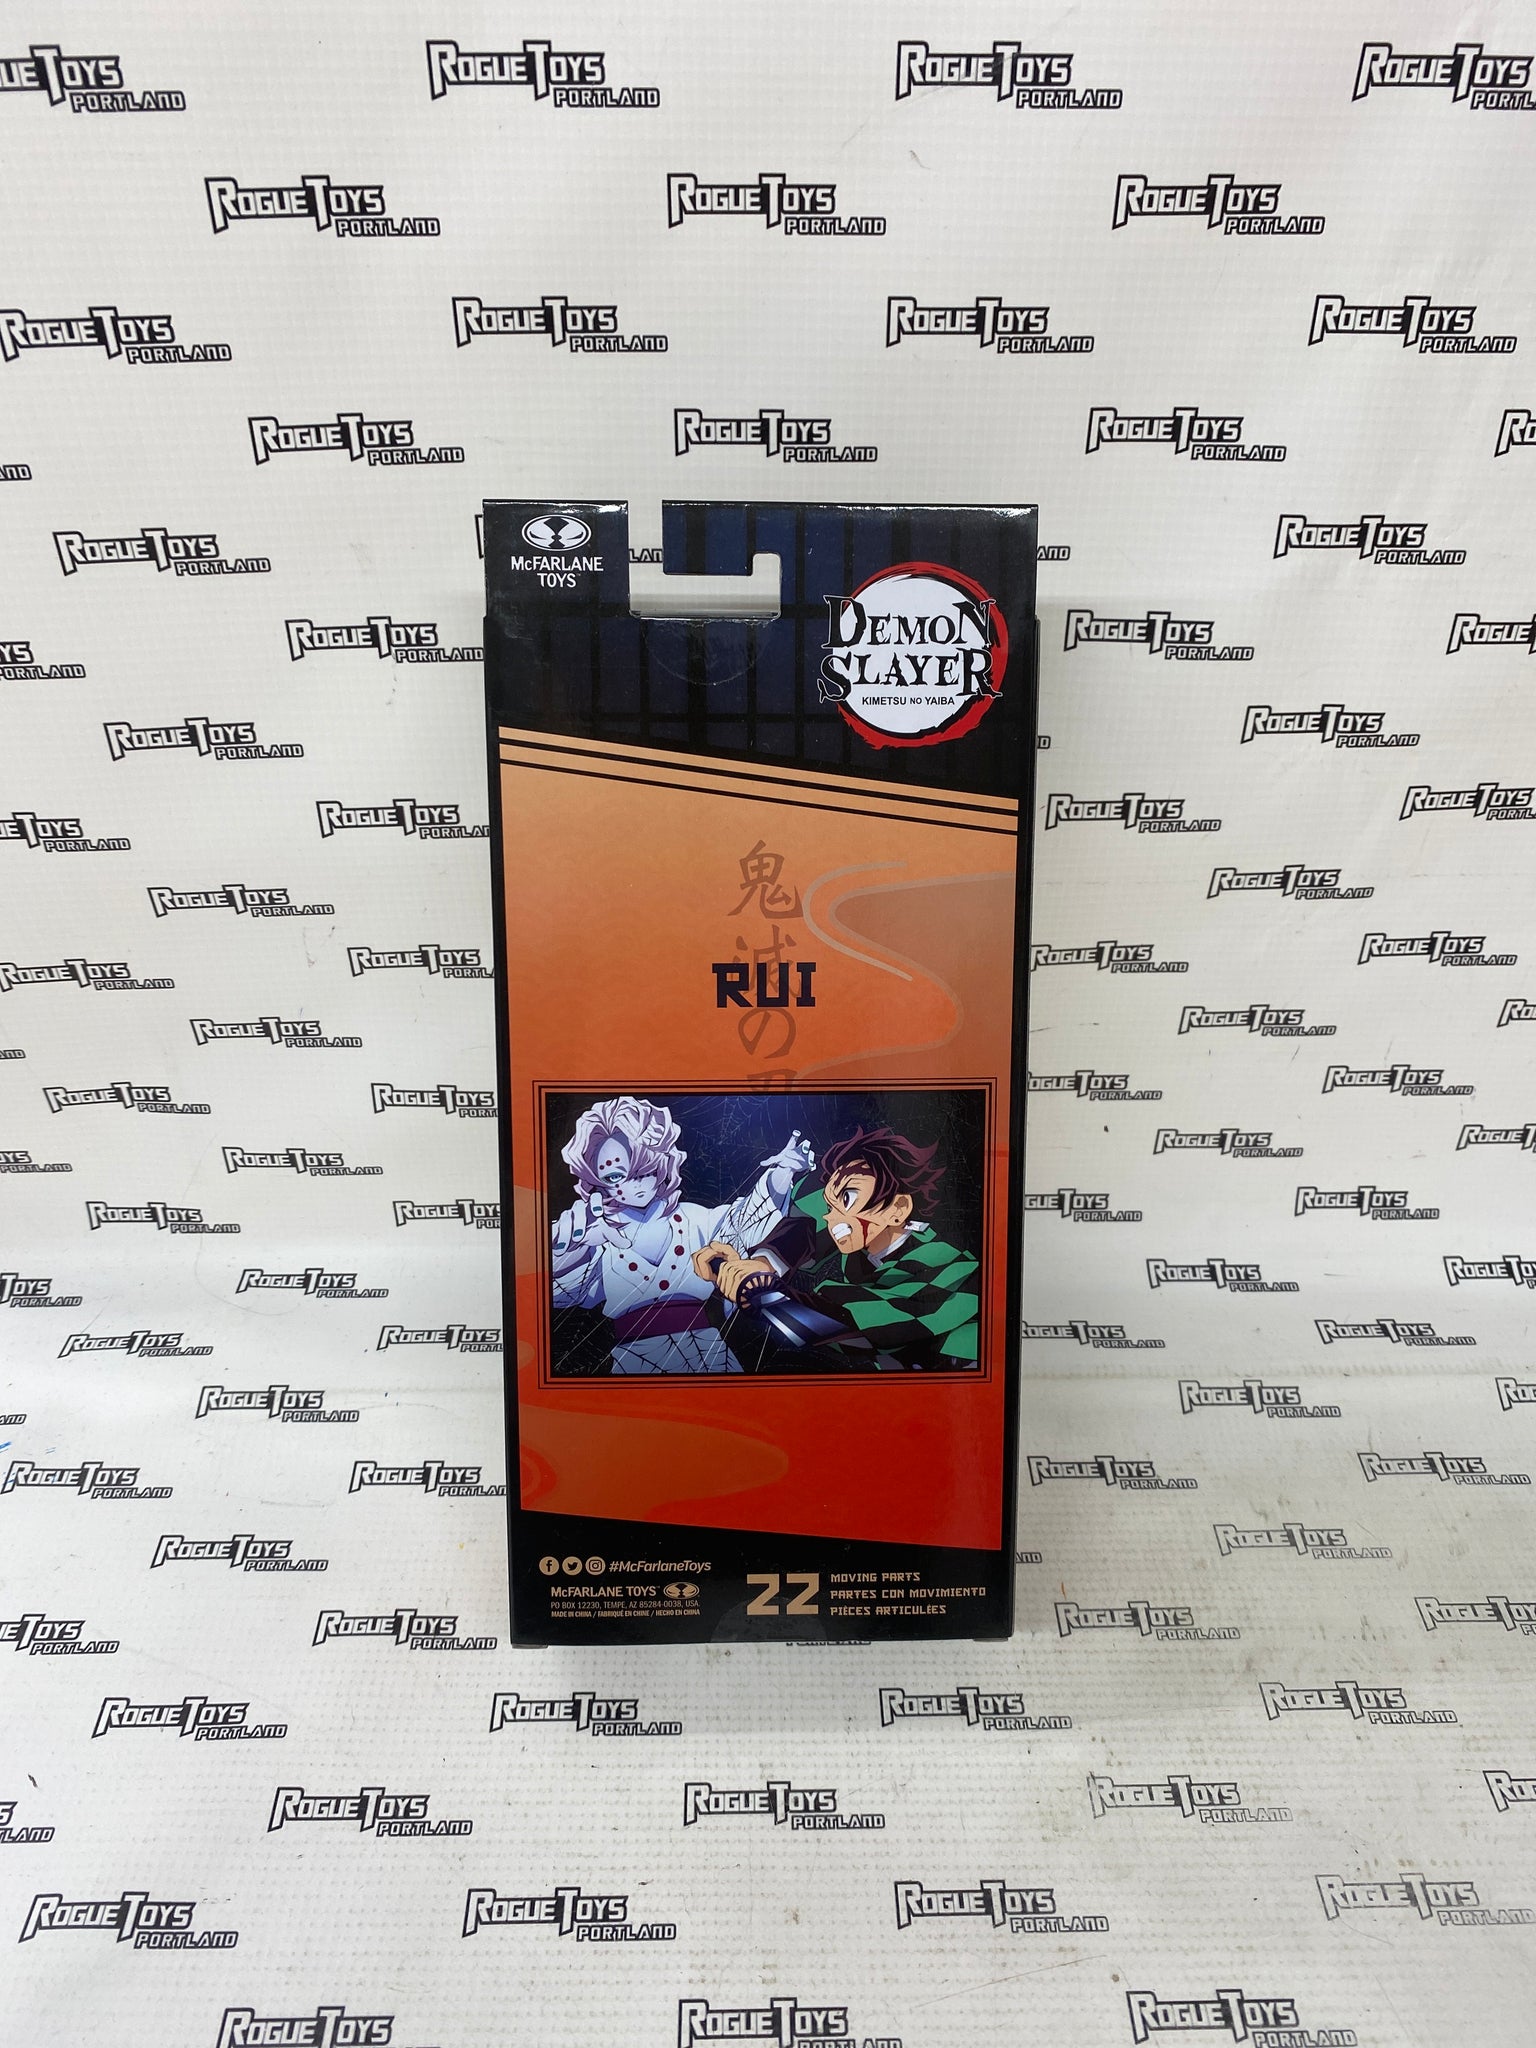 McFARLANE
TOYS
DEMON
SLAYER
KIMETSU NO YAIBA
鬼
滅
の
RUI
#McFarlaneToys
McFARLANE TOYS™
PO BOX 12230, TEMPE, AZ 85284-0038, USA
MADE IN CHINA / FABRIQUÉ EN CHINE / HECHO EN CHINA
22
MOVING PARTS
PARTES CON MOVIMIENTO
PIÈCES ARTICULÉES
ROGUE TOYS
PORTLAND